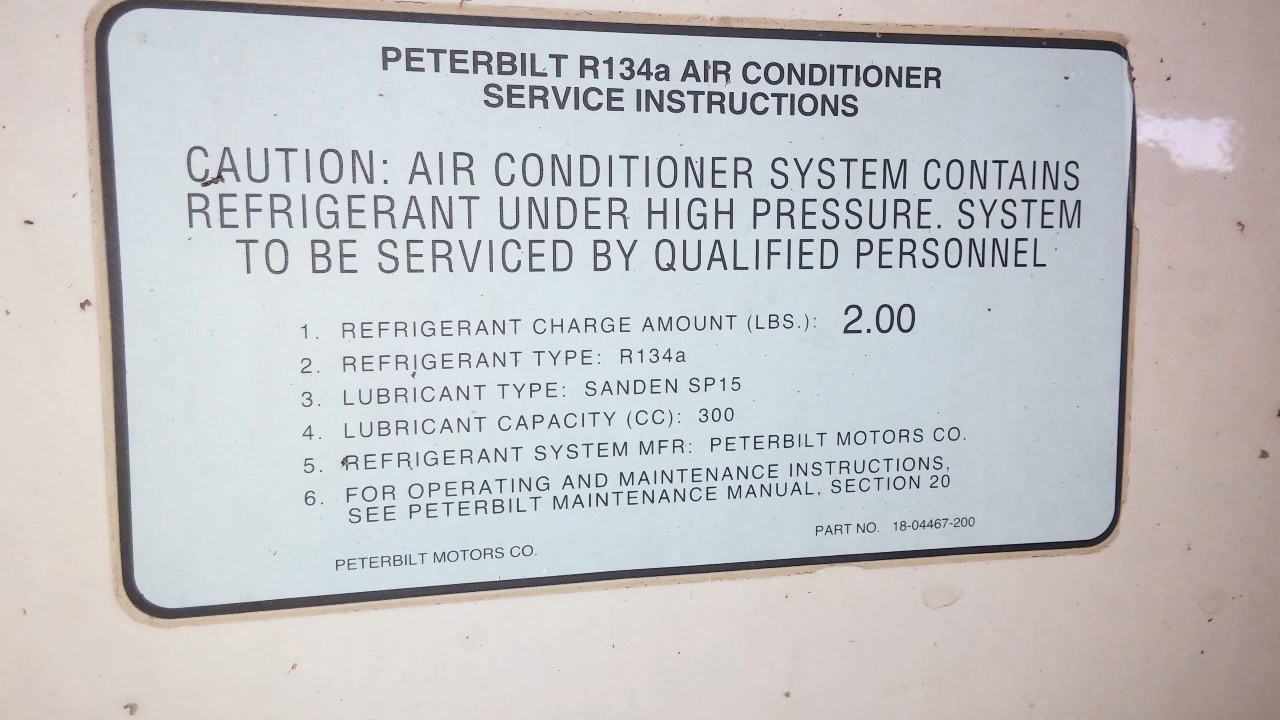 PETERBILT R134a AIR CONDITIONER
SERVICE INSTRUCTIONS
CAUTION: AIR CONDITIONER SYSTEM CONTAINS
REFRIGERANT UNDER HIGH PRESSURE. SYSTEM
TO BE SERVICED BY QUALIFIED PERSONNEL
1. REFRIGERANT CHARGE AMOUNT (LBS.): 2.00
2. REFRIGERANT TYPE: R134a
3. LUBRICANT TYPE: SANDEN SP15
4. LUBRICANT CAPACITY (CC): 300
5. REFRIGERANT SYSTEM MFR: PETERBILT MOTORS CO.
6. FOR OPERATING AND MAINTENANCE INSTRUCTIONS,
SEE PETERBILT MAINTENANCE MANUAL, SECTION 20
PETERBILT MOTORS CO.
PART NO. 18-04467-200